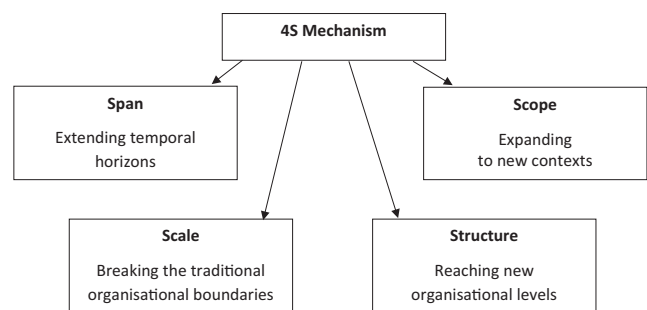 4S Mechanism
Span
Extending temporal
horizons
Scope
Expanding
to new contexts
Scale
Breaking the traditional
organisational boundaries
Structure
Reaching new
organisational levels